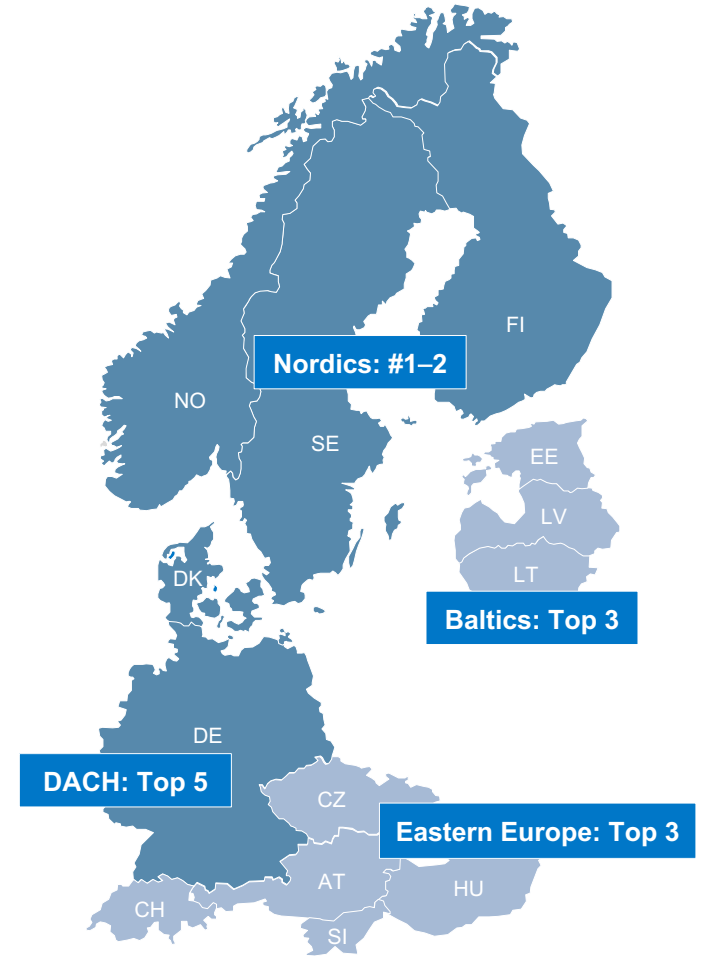 FI
Nordics: #1–2
NO
SE
EE
LV
LT
DK
Baltics: Top 3
DE
DACH: Top 5
CZ
Eastern Europe: Top 3
AT
HU
CH
SI